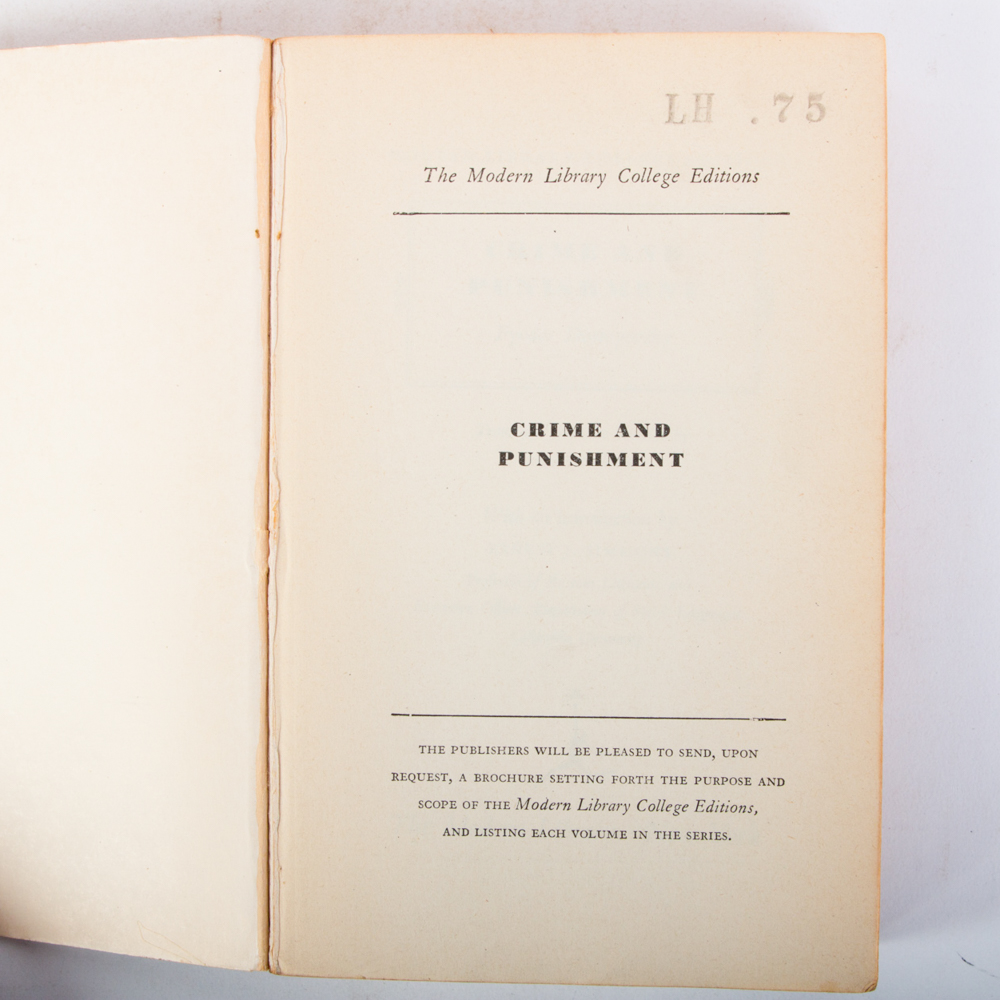 LH .75
The Modern Library College Editions
CRIME AND
PUNISHMENT
THE PUBLISHERS WILL BE PLEASED TO SEND, UPON
REQUEST, A BROCHURE SETTING FORTH THE PURPOSE AND
SCOPE OF THE Modern Library College Editions,
AND LISTING EACH VOLUME IN THE SERIES.